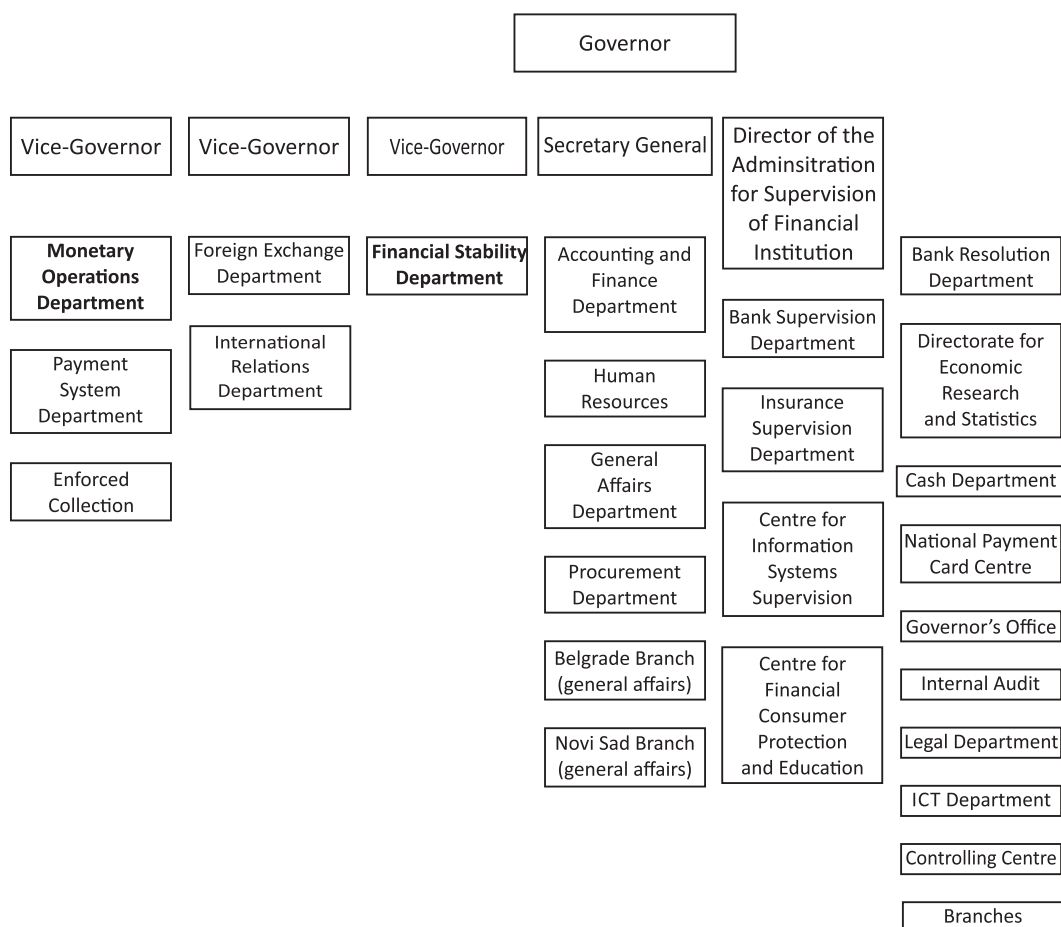 Governor
Vice-Governor
Monetary
Operations
Department
Payment
System
Department
Enforced
Collection
Vice-Governor
Foreign Exchange
Department
International
Relations
Department
Vice-Governor
Financial Stability
Department
Secretary General
Accounting and
Finance
Department
Human
Resources
General
Affairs
Department
Procurement
Department
Belgrade Branch
(general affairs)
Novi Sad Branch
(general affairs)
Director of the
Adminsitration
for Supervision
of Financial
Institution
Bank Supervision
Department
Insurance
Supervision
Department
Centre for
Information
Systems
Supervision
Centre for
Financial
Consumer
Protection
and Education
Bank Resolution
Department
Directorate for
Economic
Research
and Statistics
Cash Department
National Payment
Card Centre
Governor’s Office
Internal Audit
Legal Department
ICT Department
Controlling Centre
Branches